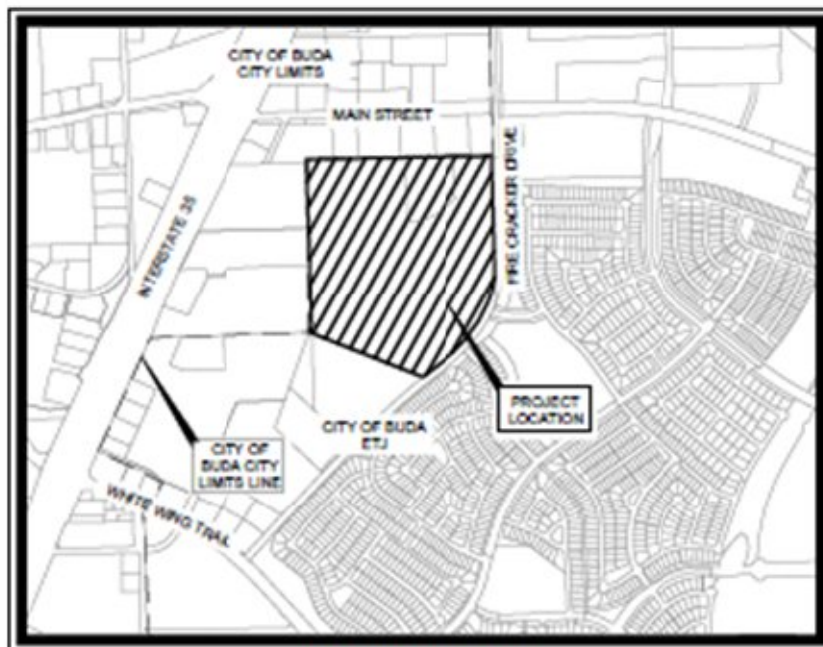 CITY OF BUDA
CITY LIMITS
MAIN STREET
FIRE CRACKER DRIVE
INTERSTATE 35
PROJECT
LOCATION
CITY OF BUDA
ETJ
CITY OF
BUDA CITY
LIMITS LINE
WHITE WING TRAIL